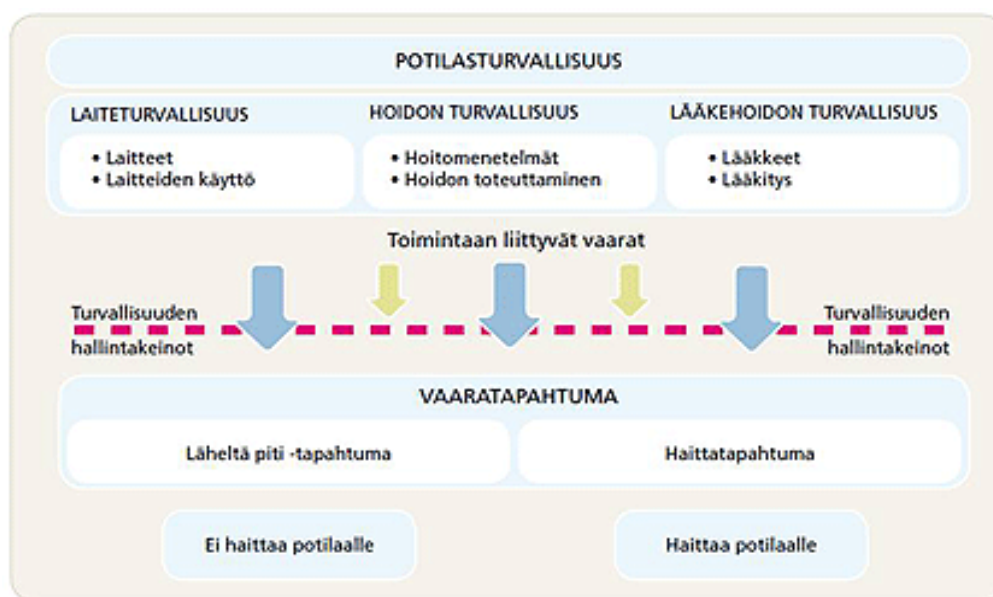 POTILASTURVALLISUUS
LAITETURVALLISUUS
• Laitteet
• Laitteiden käyttö
HOIDON TURVALLISUUS
• Hoitomenetelmät
• Hoidon toteuttaminen
LÄÄKEHOIDON TURVALLISUUS
• Lääkkeet
• Lääkitys
Toimintaan liittyvät vaarat
Turvallisuuden
hallintakeinot
Turvallisuuden
hallintakeinot
VAARATAPAHTUMA
Läheltä piti -tapahtuma
Haittatapahtuma
Ei haittaa potilaalle
Haittaa potilaalle